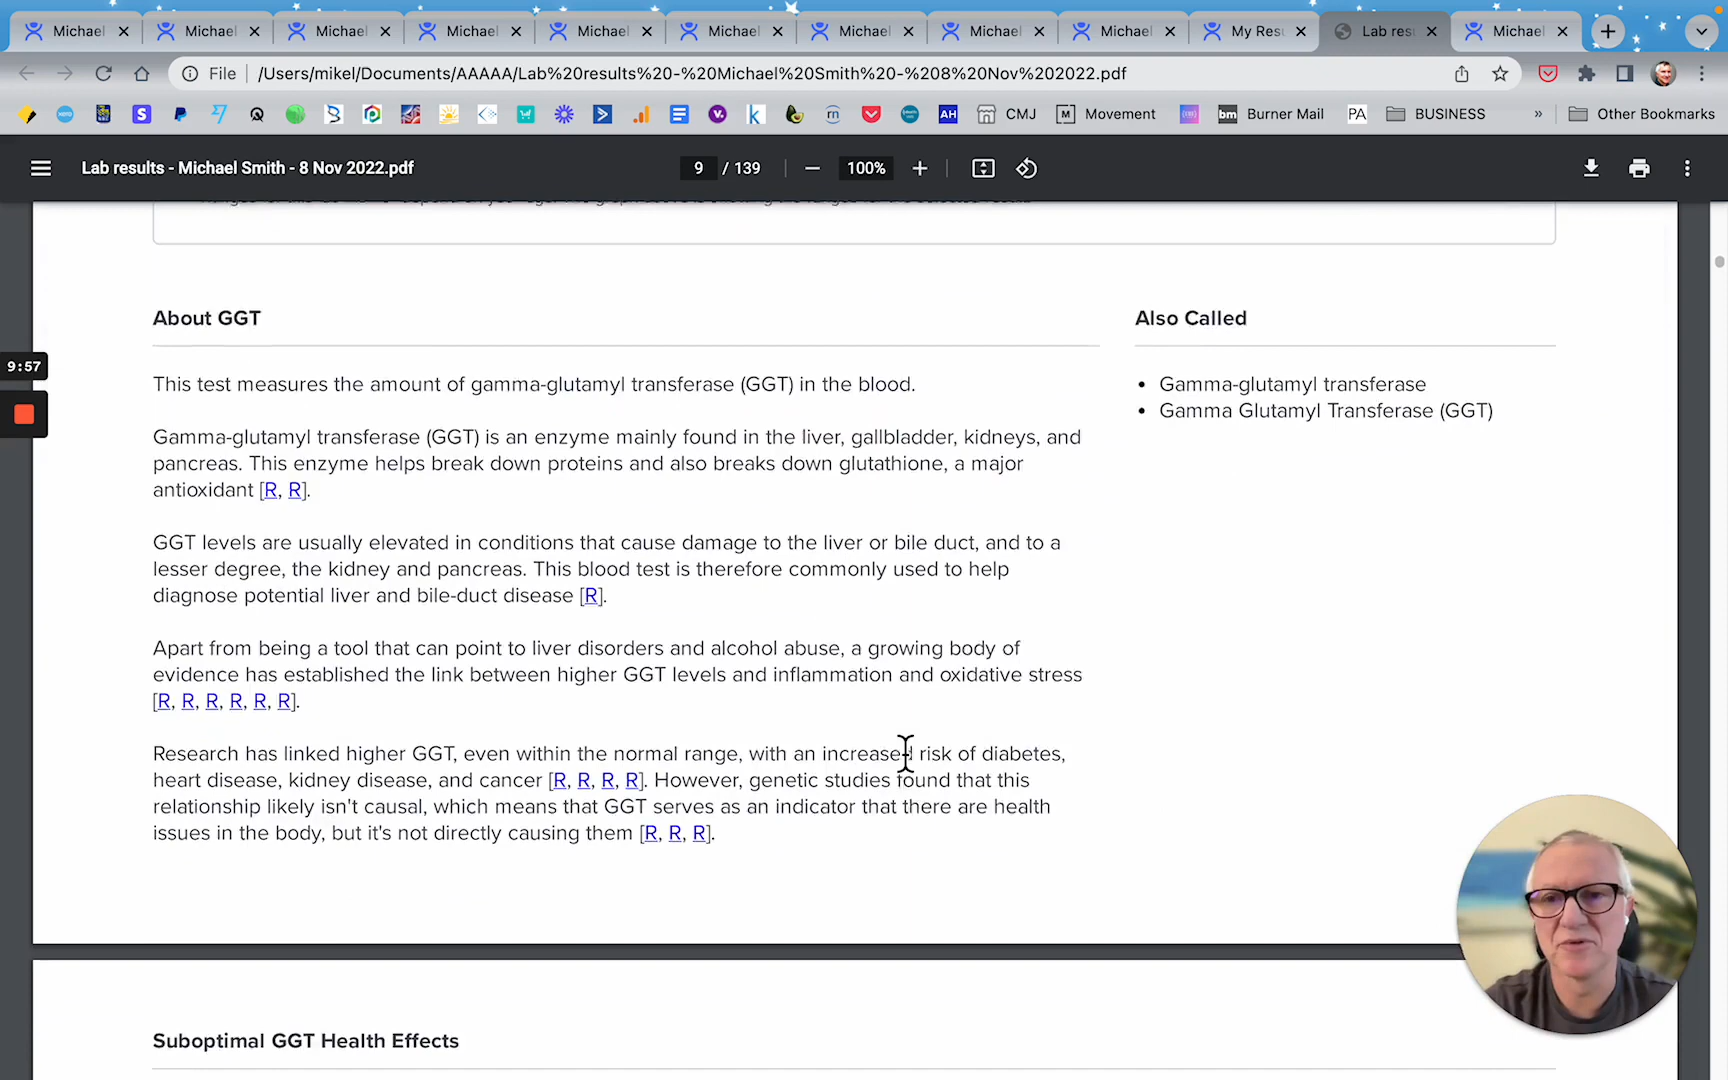 Michael
Michael
Michael
Michael
Michael
Michael
Michael
Michael
Michael
My Resu
Lab resu
Michael
File
/Users/mikel/Documents/AAAAA/Lab%20results%20-%20Michael%20Smith%20-%208%20Nov%202022.pdf
CMJ
Movement
bm Burner Mail
PA
BUSINESS
»
Other Bookmarks
Lab results - Michael Smith - 8 Nov 2022.pdf
9 / 139
100%
About GGT
Also Called
9:57
This test measures the amount of gamma-glutamyl transferase (GGT) in the blood.
• Gamma-glutamyl transferase
• Gamma Glutamyl Transferase (GGT)
Gamma-glutamyl transferase (GGT) is an enzyme mainly found in the liver, gallbladder, kidneys, and
pancreas. This enzyme helps break down proteins and also breaks down glutathione, a major
antioxidant [R, R].
GGT levels are usually elevated in conditions that cause damage to the liver or bile duct, and to a
lesser degree, the kidney and pancreas. This blood test is therefore commonly used to help
diagnose potential liver and bile-duct disease [R].
Apart from being a tool that can point to liver disorders and alcohol abuse, a growing body of
evidence has established the link between higher GGT levels and inflammation and oxidative stress
[R, R, R, R, R, R].
Research has linked higher GGT, even within the normal range, with an increased risk of diabetes,
heart disease, kidney disease, and cancer [R, R, R, R]. However, genetic studies found that this
relationship likely isn't causal, which means that GGT serves as an indicator that there are health
issues in the body, but it's not directly causing them [R, R, R].
Suboptimal GGT Health Effects